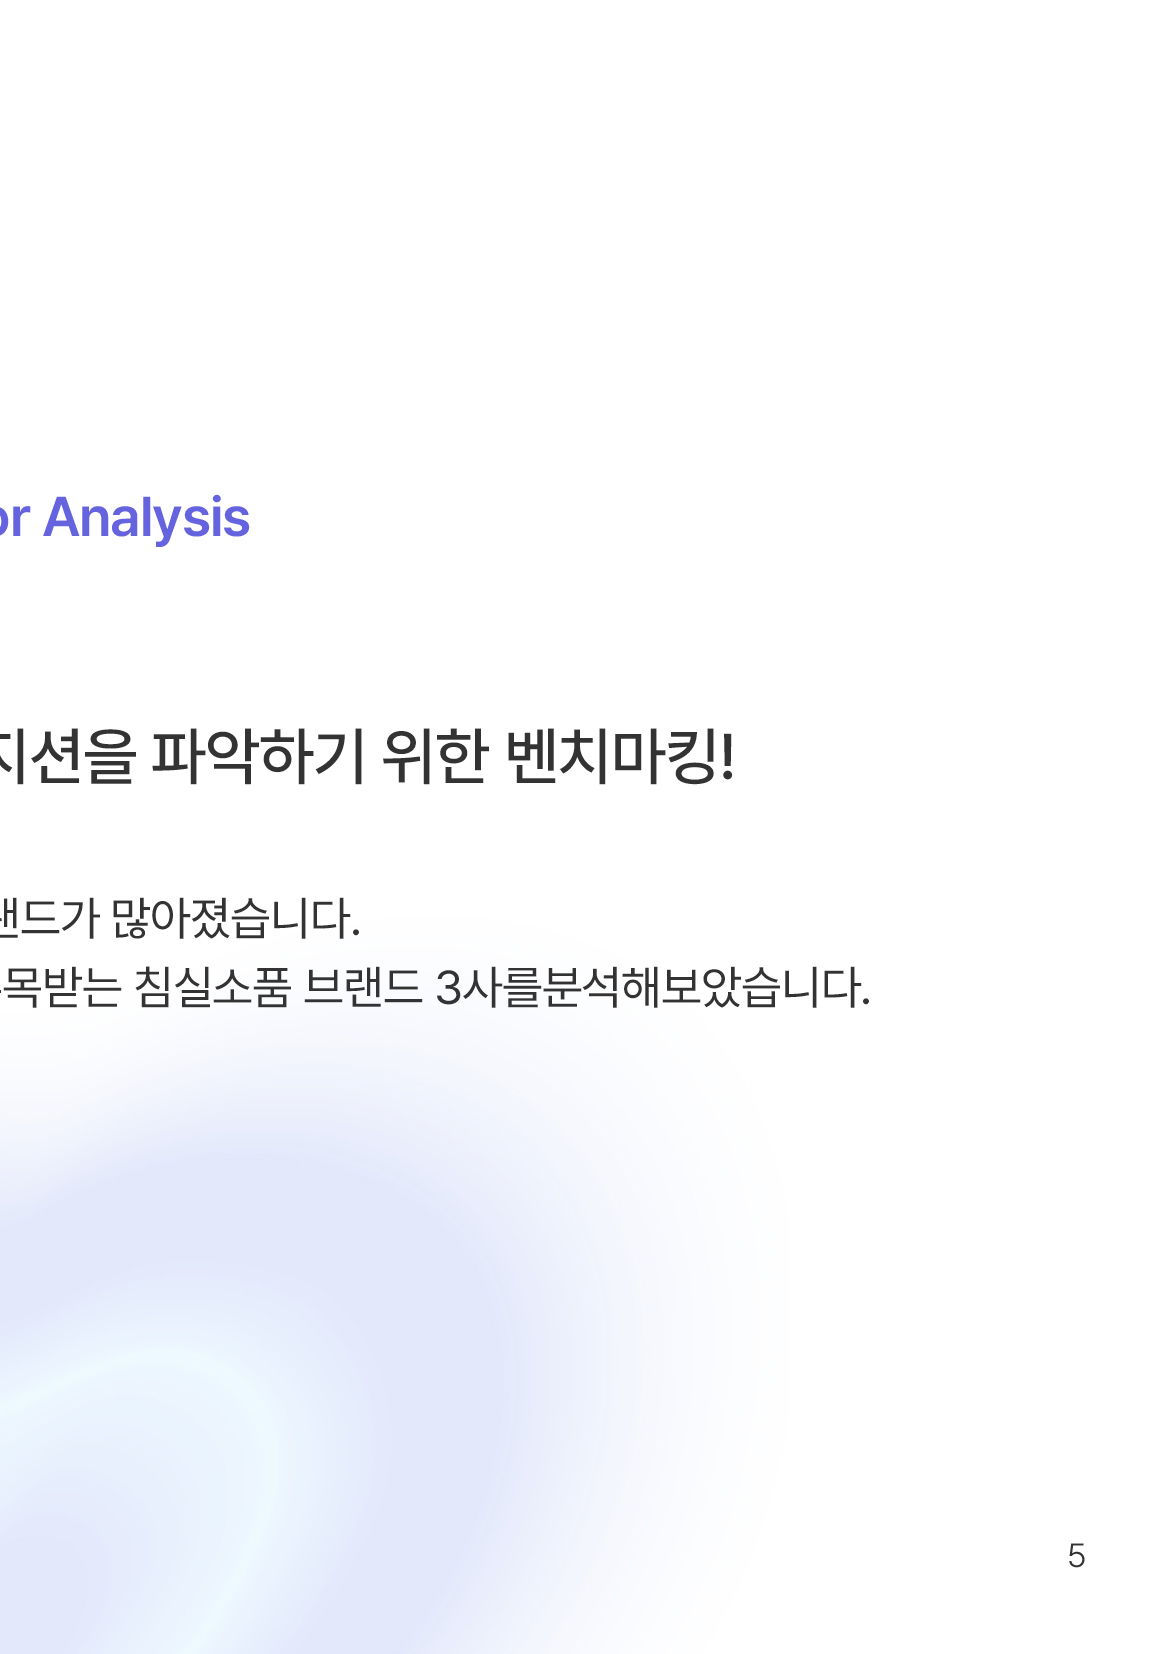 or Analysis
지션을 파악하기 위한 벤치마킹!
랜드가 많아졌습니다.
목받는 침실소품 브랜드 3사를분석해보았습니다.
5